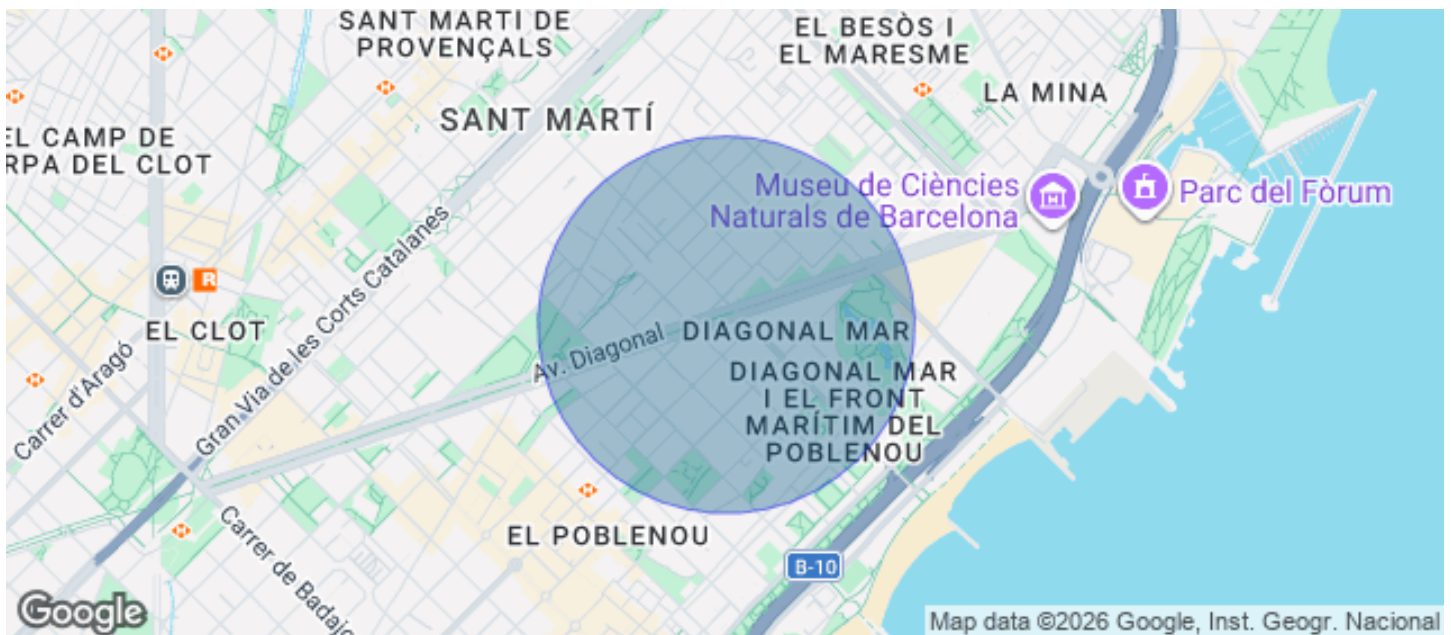 SANT MARTÍ DE
PROVENÇALS
EL BESÒS I
EL MARESME
LA MINA
SANT MARTÍ
EL CAMP DE
RPA DEL CLOT
Museu de Ciències
Naturals de Barcelona
Parc del Fòrum
R
EL CLOT
Gran Via de les Corts Catalanes
Av. Diagonal
DIAGONAL MAR
DIAGONAL MAR
I EL FRONT
MARÍTIM DEL
POBLENOU
Carrer d'Aragó
EL POBLENOU
Carrer de Badajo
B-10
Google
Map data ©2026 Google, Inst. Geogr. Nacional